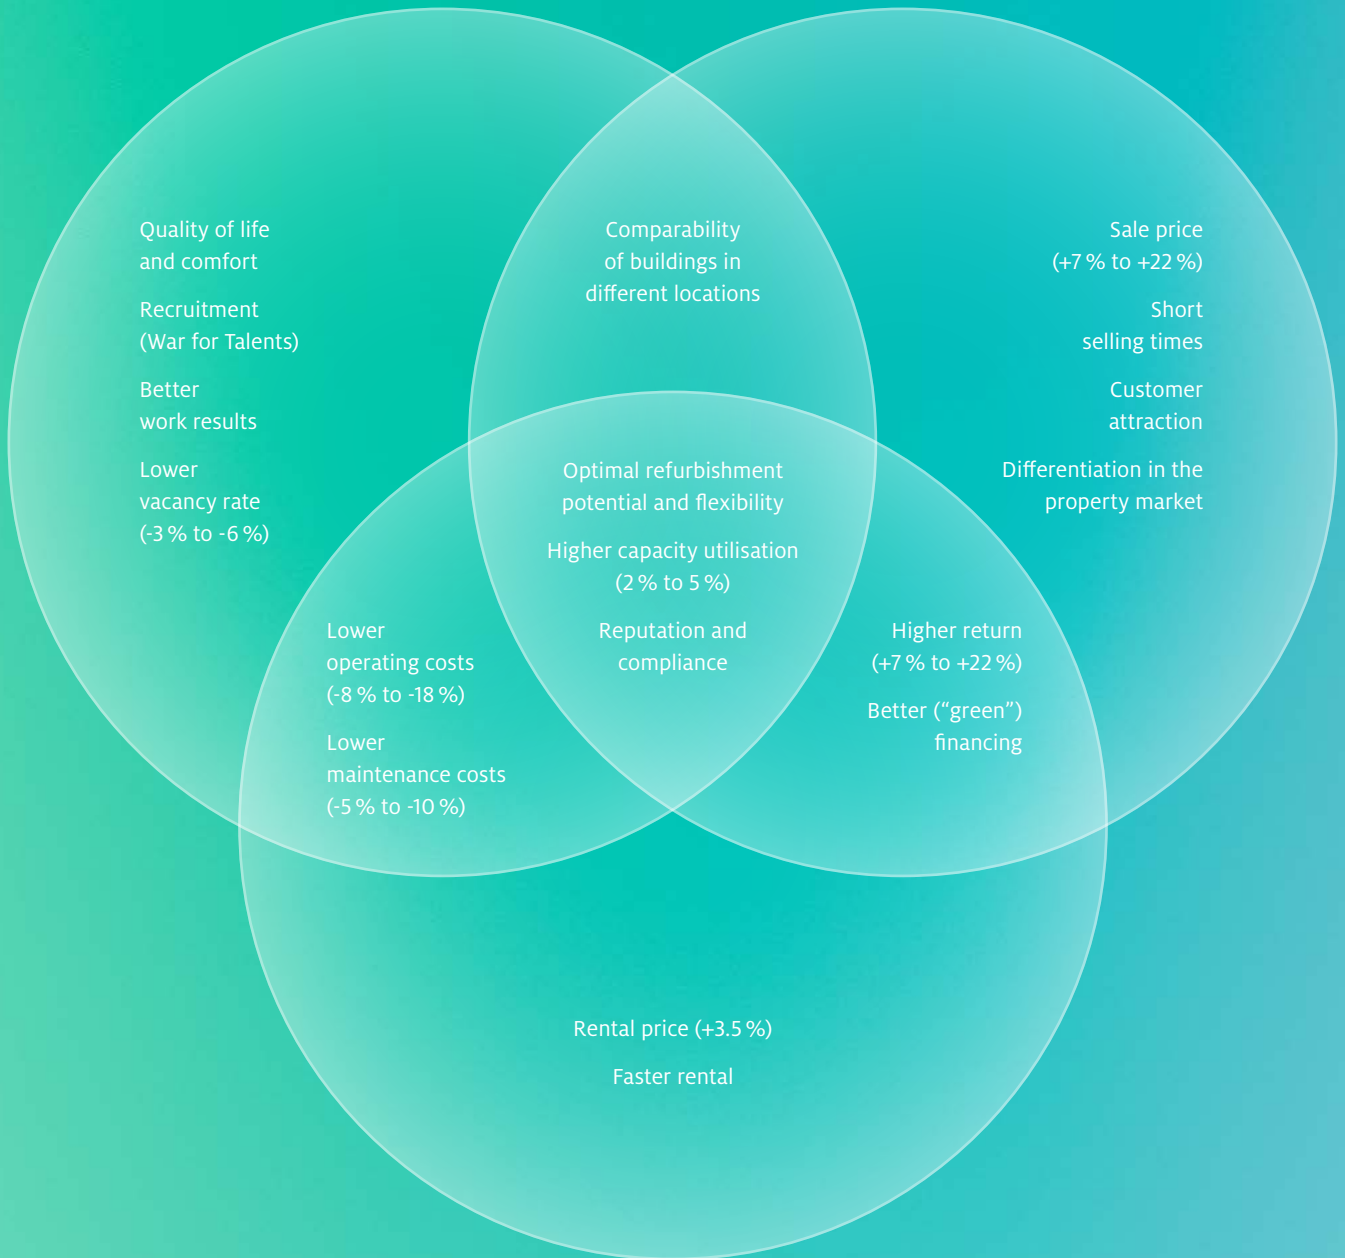 Quality of life
and comfort
Recruitment
(War for Talents)
Better
work results
Lower
vacancy rate
(-3 % to -6 %)
Comparability
of buildings in
different locations
Sale price
(+7 % to +22 %)
Short
selling times
Customer
attraction
Differentiation in the
property market
Optimal refurbishment
potential and flexibility
Higher capacity utilisation
(2 % to 5 %)
Reputation and
compliance
Lower
operating costs
(-8 % to -18 %)
Lower
maintenance costs
(-5 % to -10 %)
Higher return
(+7 % to +22 %)
Better (“green”)
financing
Rental price (+3.5 %)
Faster rental